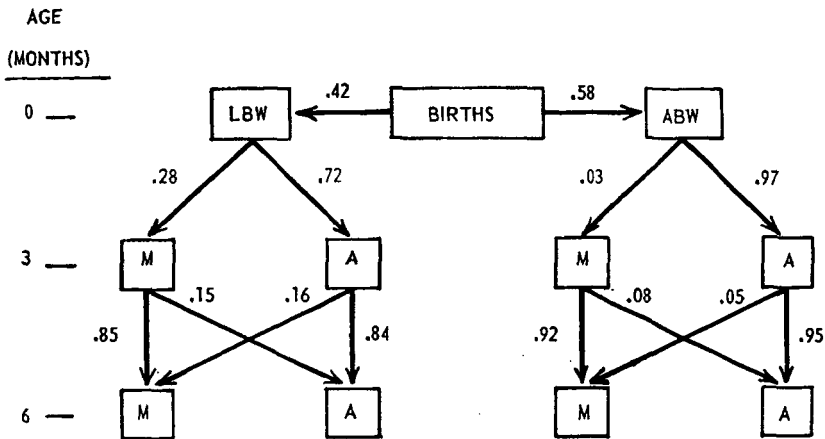 AGE
(MONTHS)
0 — LBW .42 BIRTHS .58 ABW
.28 .72 .03 .97
3 — M A M A
.15 .16 .08 .05
.85 .84 .92 .95
6 — M A M A